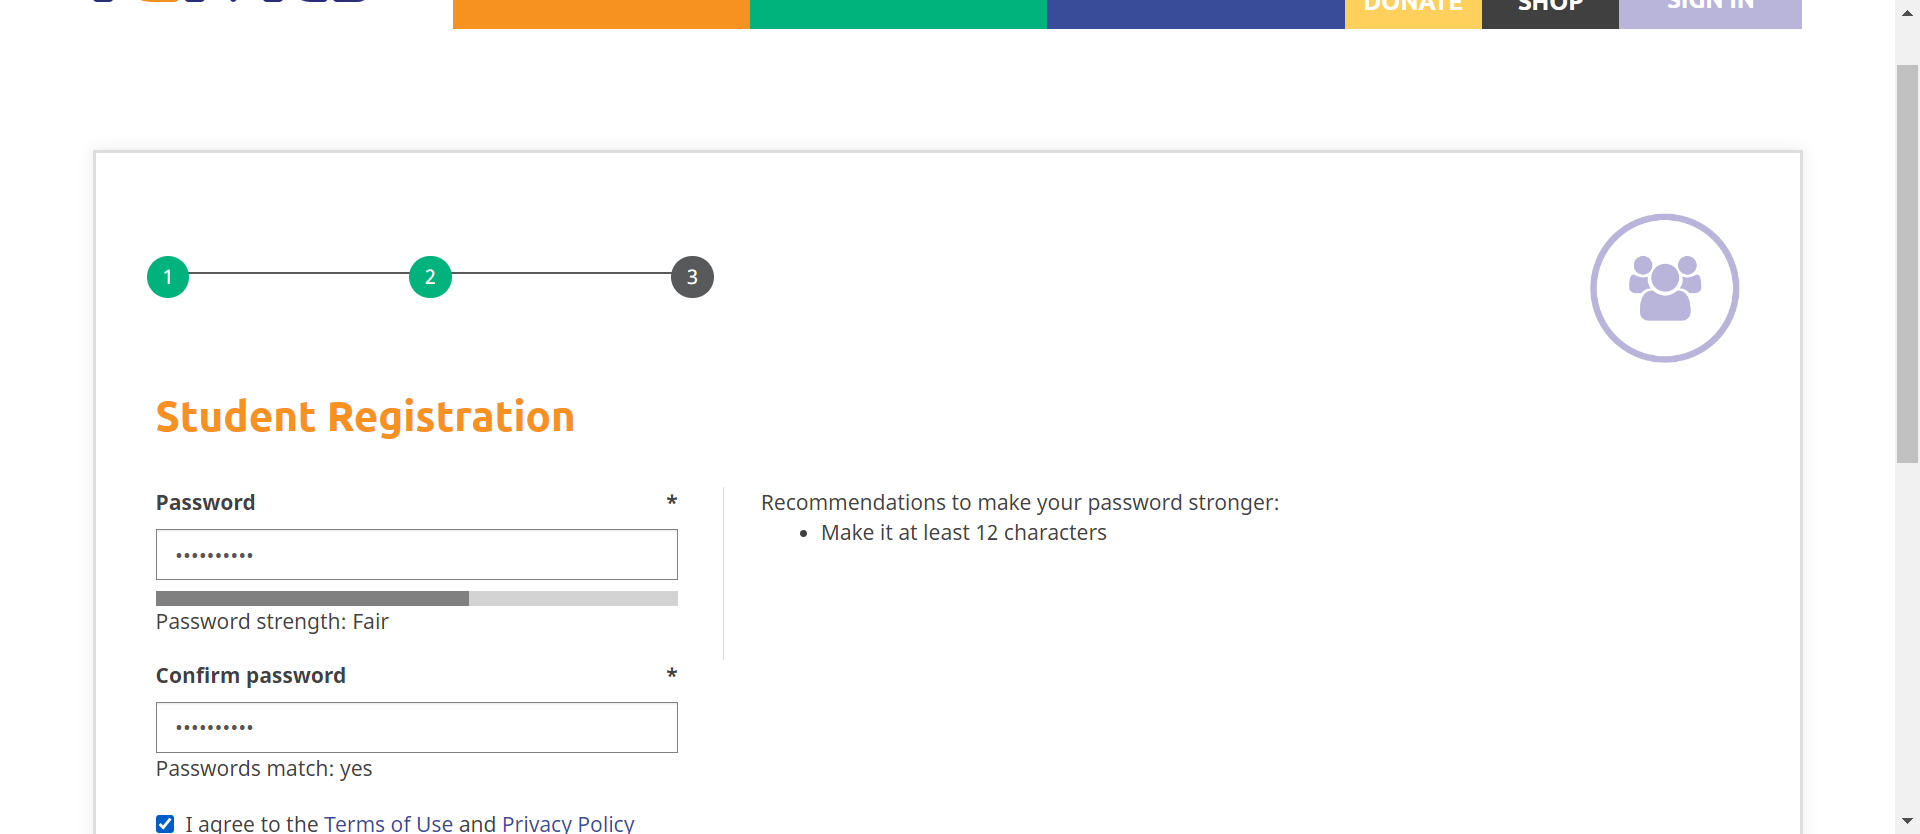 DONATE SHOP SIGN IN
1 2 3
Student Registration
Password *
••••••••••
Password strength: Fair
Recommendations to make your password stronger:
• Make it at least 12 characters
Confirm password *
••••••••••
Passwords match: yes
I agree to the Terms of Use and Privacy Policy